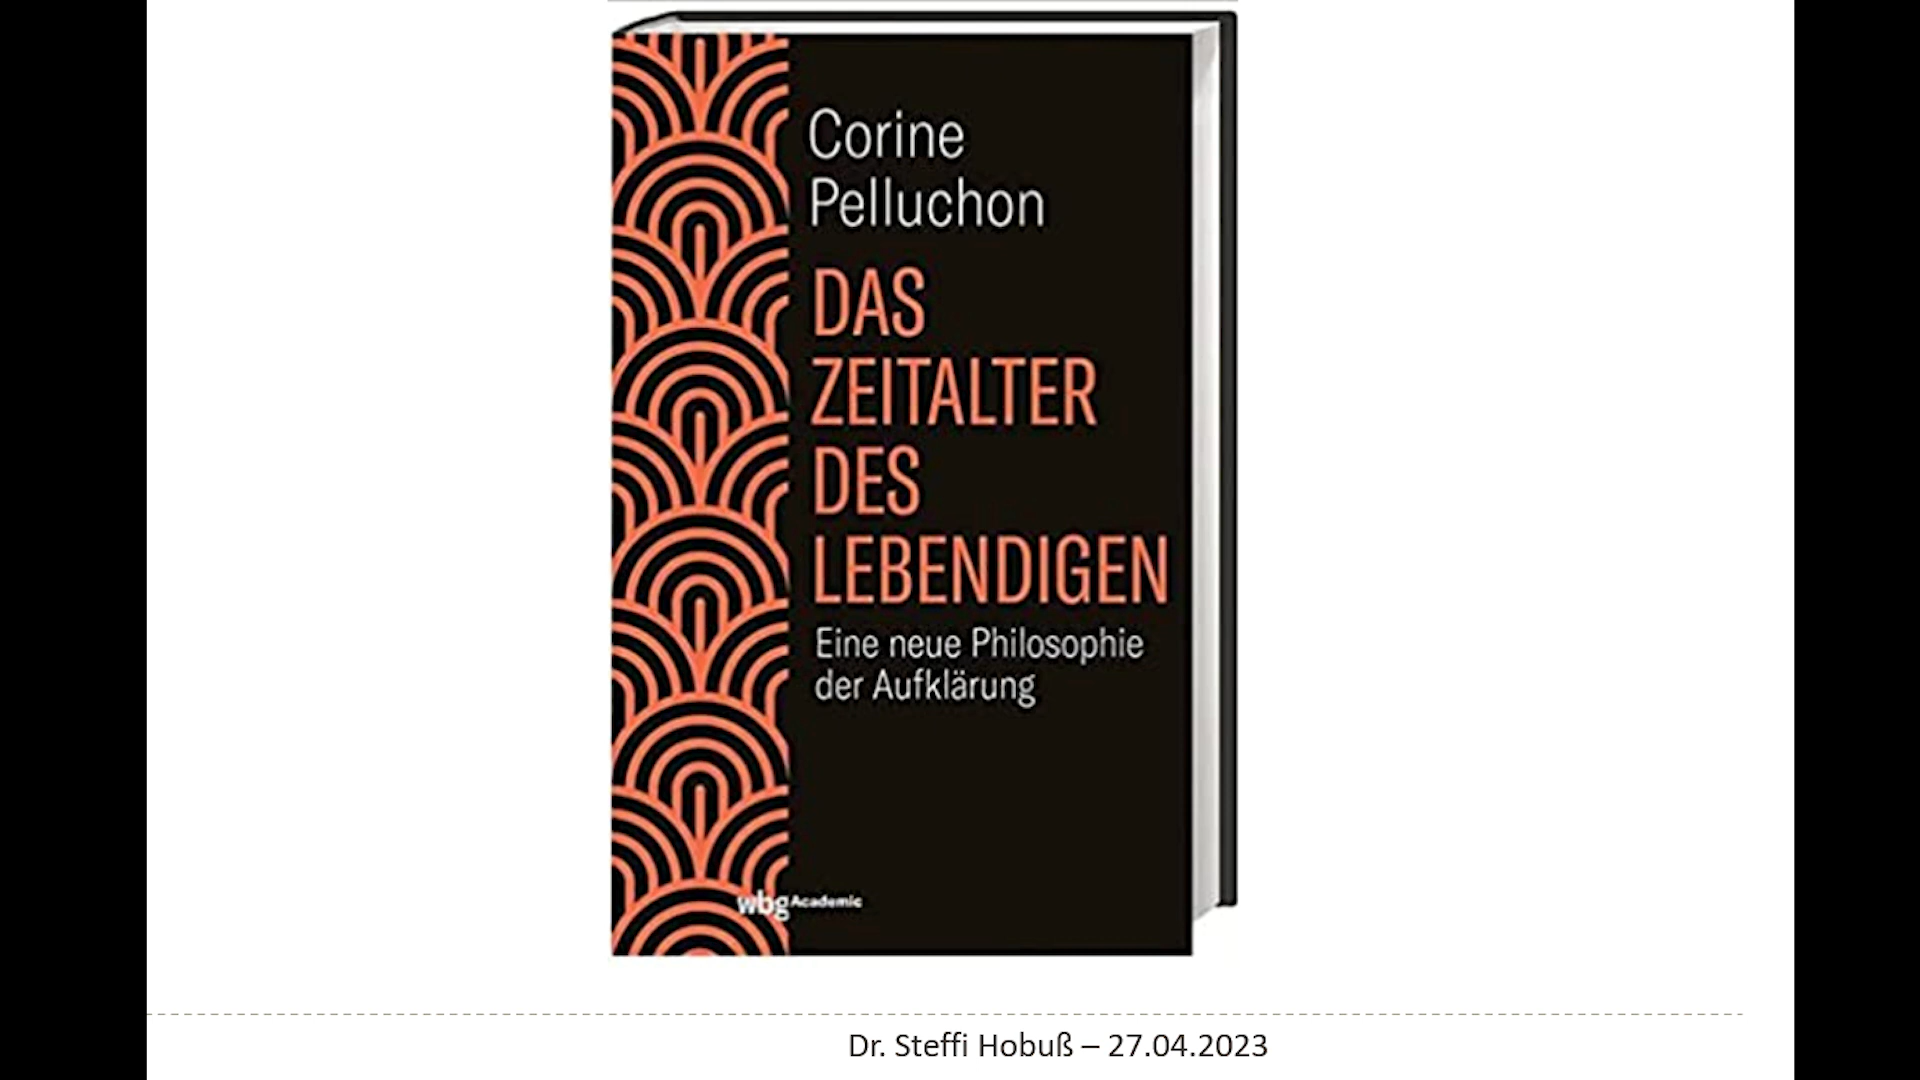 Corine
Pelluchon
DAS
ZEITALTER
DES
LEBENDIGEN
Eine neue Philosophie
der Aufklärung
wbg Academic
Dr. Steffi Hobuß – 27.04.2023